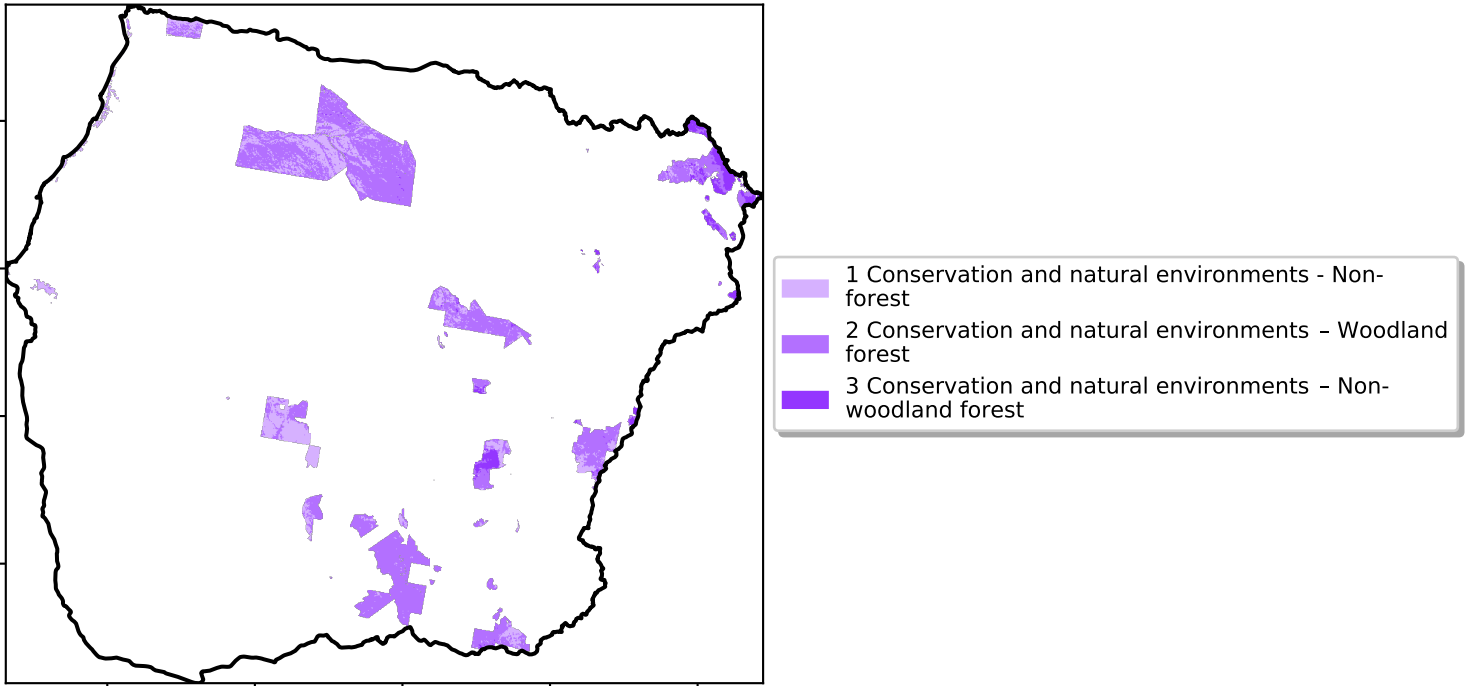 1 Conservation and natural environments - Non-
forest
2 Conservation and natural environments – Woodland
forest
3 Conservation and natural environments – Non-
woodland forest